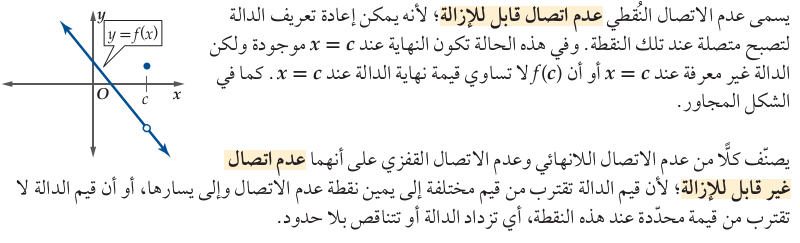 يسمى عدم الاتصال النُقطي عدم اتصال قابل للإزالة؛ لأنه يمكن إعادة تعريف الدالة
لتصبح متصلة عند تلك النقطة. وفي هذه الحالة تكون النهاية عند x = c موجودة ولكن
الدالة غير معرفة عند x = c أو أن f(c) لا تساوي قيمة نهاية الدالة عند x = c. كما في
الشكل المجاور.
y
y = f(x)
O
c
x
يصنّف كلًّا من عدم الاتصال اللانهائي وعدم الاتصال القفزي على أنهما عدم اتصال
غير قابل للإزالة؛ لأن قيم الدالة تقترب من قيم مختلفة إلى يمين نقطة عدم الاتصال وإلى يسارها، أو أن قيم الدالة لا
تقترب من قيمة محدّدة عند هذه النقطة، أي تزداد الدالة أو تتناقص بلا حدود.